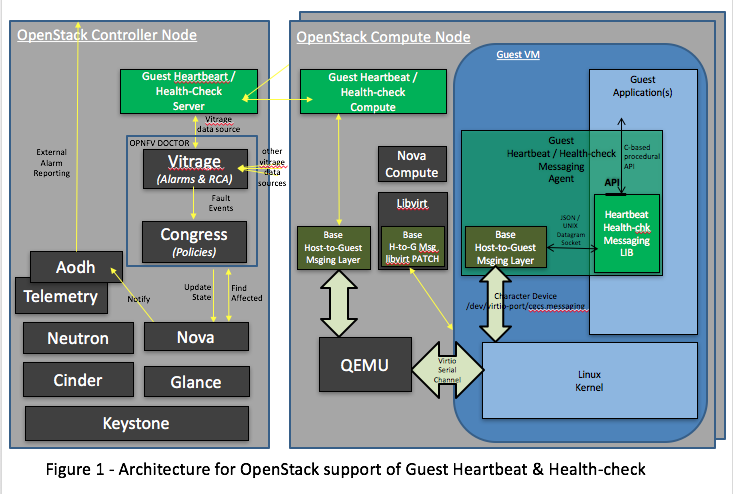 OpenStack Controller Node
Guest Heartbeart /
Health-Check
Server
Vitrage
data source
OPNFV DOCTOR
Vitrage
(Alarms & RCA)
other
vitrage
data
sources
External
Alarm
Reporting
Fault
Events
Congress
(Policies)
Aodh
Telemetry
Notify
Update
State
Find
Affected
Neutron
Nova
Cinder
Glance
Keystone
OpenStack Compute Node
Guest Heartbeat /
Health-check
Compute
Nova
Compute
Libvirt
Base
Host-to-Guest
Msging Layer
Base
H-to-G Msg
libvirt PATCH
QEMU
Virtio
Serial
Channel
Guest VM
Guest
Application(s)
C-based
procedural
API
Guest
Heartbeat / Health-check
Messaging
Agent
API
Base
Host-to-Guest
Msging Layer
JSON /
UNIX
Datagram
Socket
Heartbeat
Health-chk
Messaging
LIB
Character Device
/dev/virtio-port/cgcs.messaging
Linux
Kernel
Figure 1 - Architecture for OpenStack support of Guest Heartbeat & Health-check